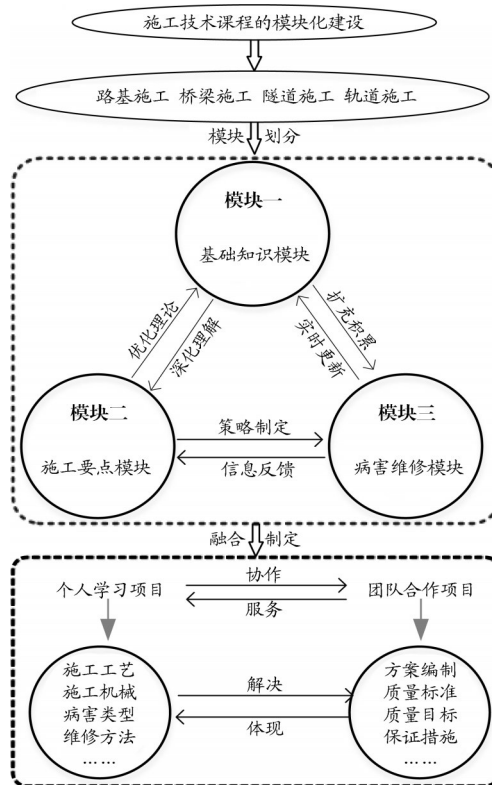 施工技术课程的模块化建设
路基施工 桥梁施工 隧道施工 轨道施工
模块 划分
模块一
基础知识模块
优化理论
深化理解
扩充积累
实时更新
模块二
施工要点模块
策略制定
信息反馈
模块三
病害维修模块
融合 制定
个人学习项目
协作
服务
团队合作项目
施工工艺
施工机械
病害类型
维修方法
……
解决
体现
方案编制
质量标准
质量目标
保证措施
……